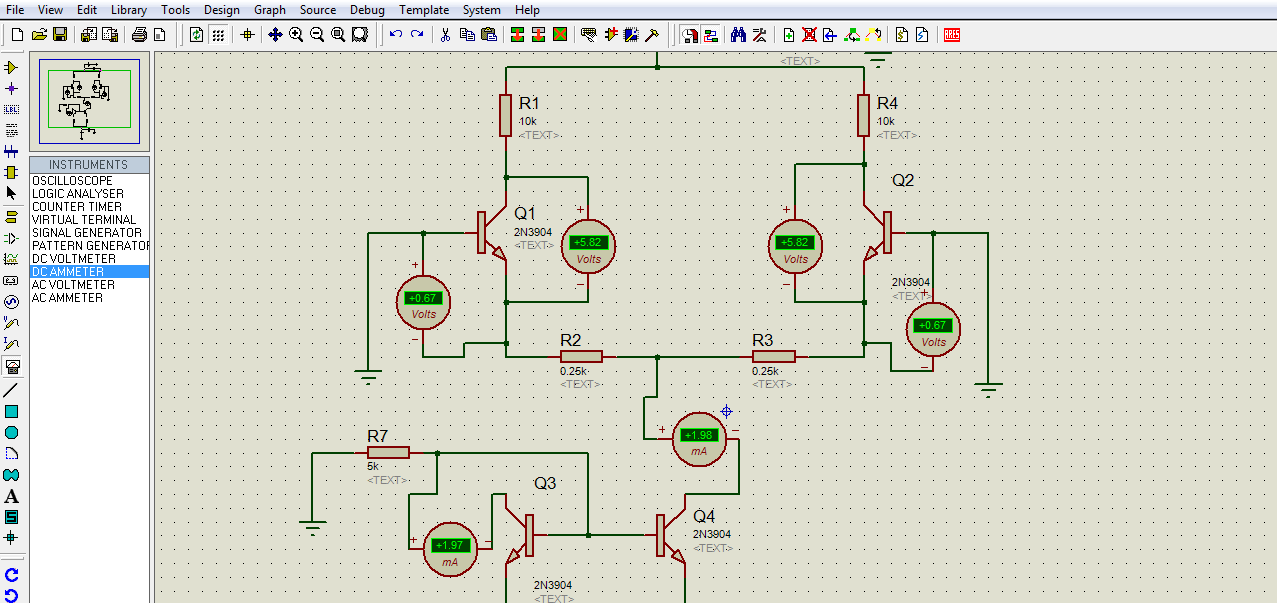 File View Edit Library Tools Design Graph Source Debug Template System Help
ARES
LBL
INSTRUMENTS
OSCILLOSCOPE
LOGIC ANALYSER
COUNTER TIMER
VIRTUAL TERMINAL
SIGNAL GENERATOR
PATTERN GENERATOR
DC VOLTMETER
DC AMMETER
AC VOLTMETER
AC AMMETER
A
S
<TEXT>
R1
10k
<TEXT>
R4
10k
<TEXT>
Q1
2N3904
<TEXT>
+
+5.82
Volts
−
+
+5.82
Volts
−
Q2
2N3904
<TEXT>
+
+0.67
Volts
−
+
+0.67
Volts
−
R2
0.25k
<TEXT>
R3
0.25k
<TEXT>
+
+1.98
mA
−
R7
5k
<TEXT>
+
+1.97
mA
−
Q3
2N3904
<TEXT>
Q4
2N3904
<TEXT>